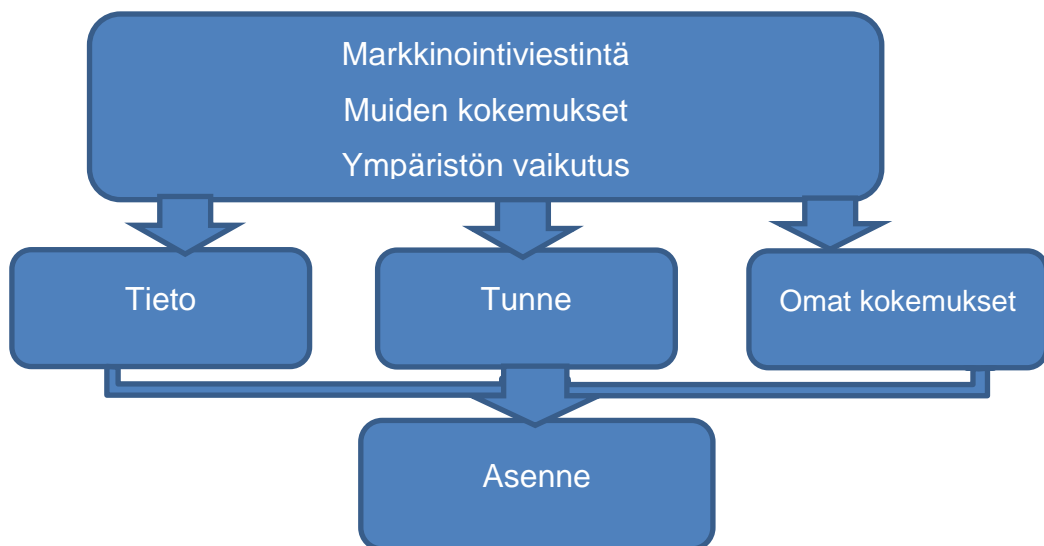 Markkinointiviestintä
Muiden kokemukset
Ympäristön vaikutus
Tieto
Tunne
Omat kokemukset
Asenne